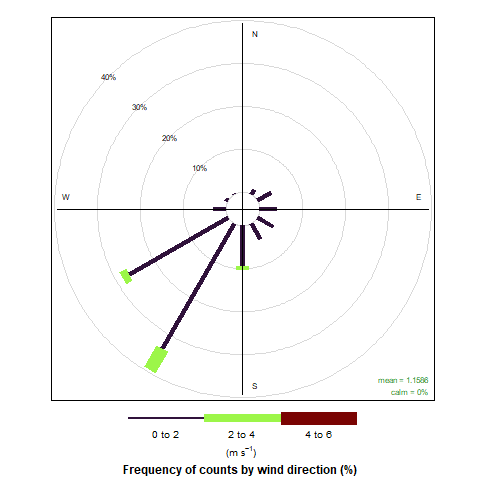 N
40%
30%
20%
10%
W E
S
mean = 1.1586
calm = 0%
0 to 2 2 to 4 4 to 6
(m s⁻¹)
Frequency of counts by wind direction (%)